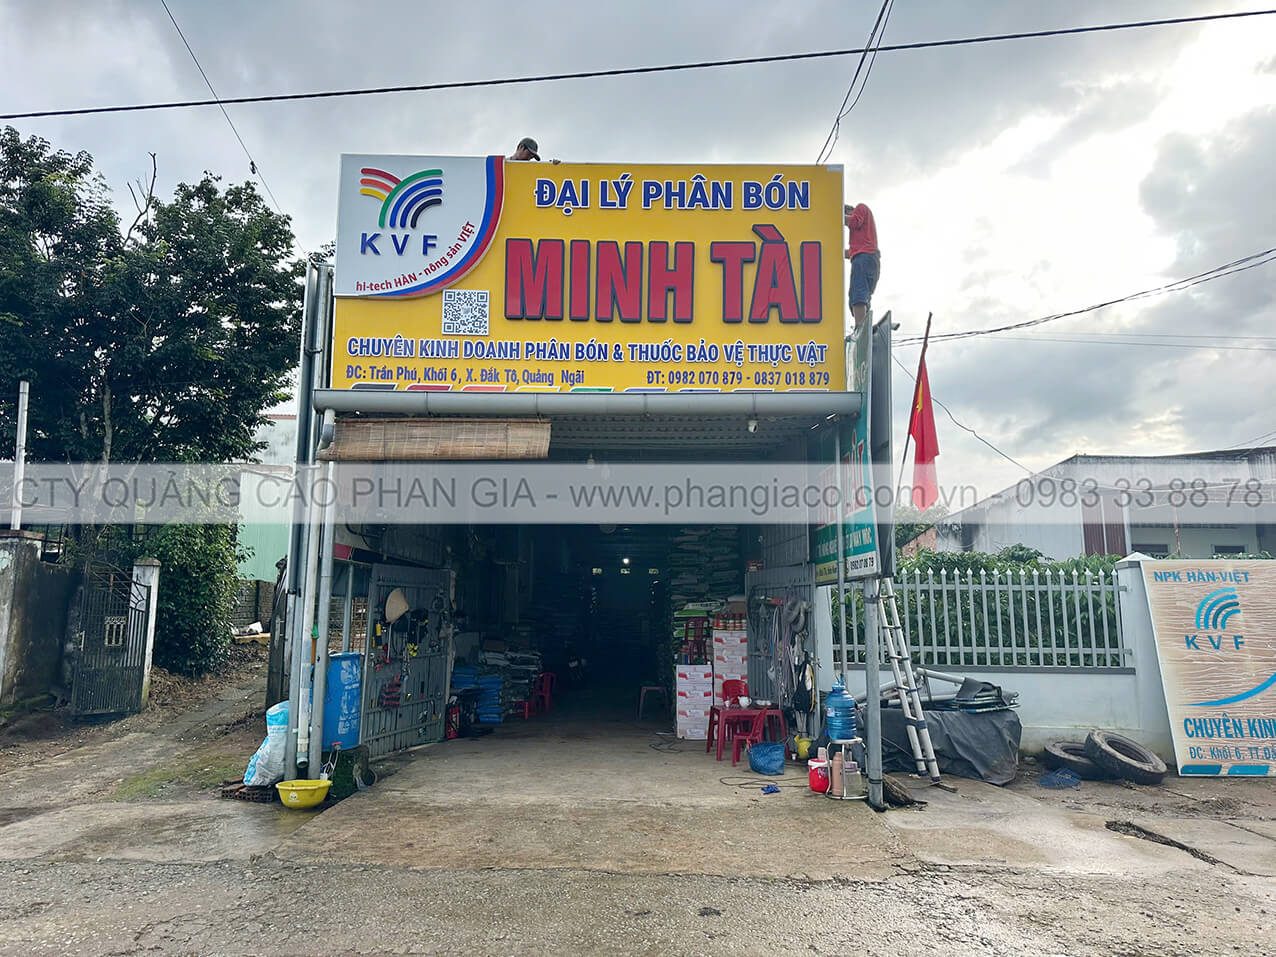 KVF
hi-tech HÀN - nông sản VIỆT
ĐẠI LÝ PHÂN BÓN
MINH TÀI
CHUYÊN KINH DOANH PHÂN BÓN & THUỐC BẢO VỆ THỰC VẬT
ĐC: Trần Phú, Khối 6, X. Đắk Tô, Quảng Ngãi
ĐT: 0982 070 879 - 0837 018 879
CTY QUẢNG CÁO PHAN GIA - www.phangiaco.com.vn - 0983 33 88 78
NPK HÀN-VIỆT
KVF
CHUYÊN KINH
ĐC. Khối 6, TT.